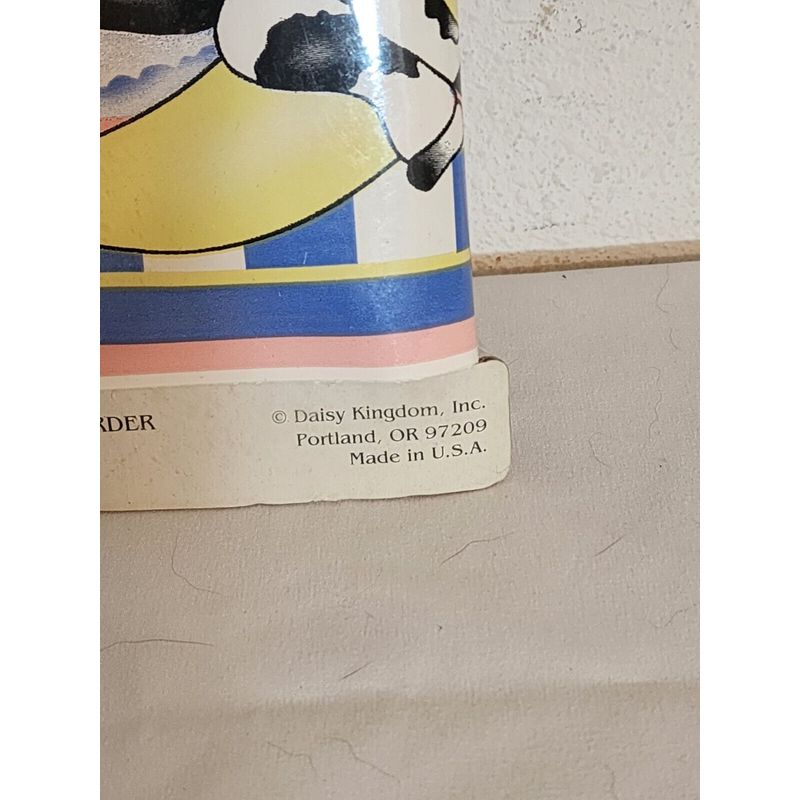 RDER
© Daisy Kingdom, Inc.
Portland, OR 97209
Made in U.S.A.